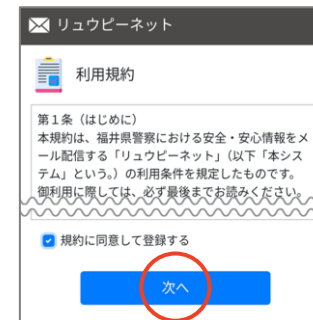 リュウピーネット
利用規約
第１条（はじめに）
本規約は、福井県警察における安全・安心情報をメ
ール配信する「リュウピーネット」（以下「本シス
テム」という。）の利用条件を規定したものです。
御利用に際しては、必ず最後までお読みください。
規約に同意して登録する
次へ